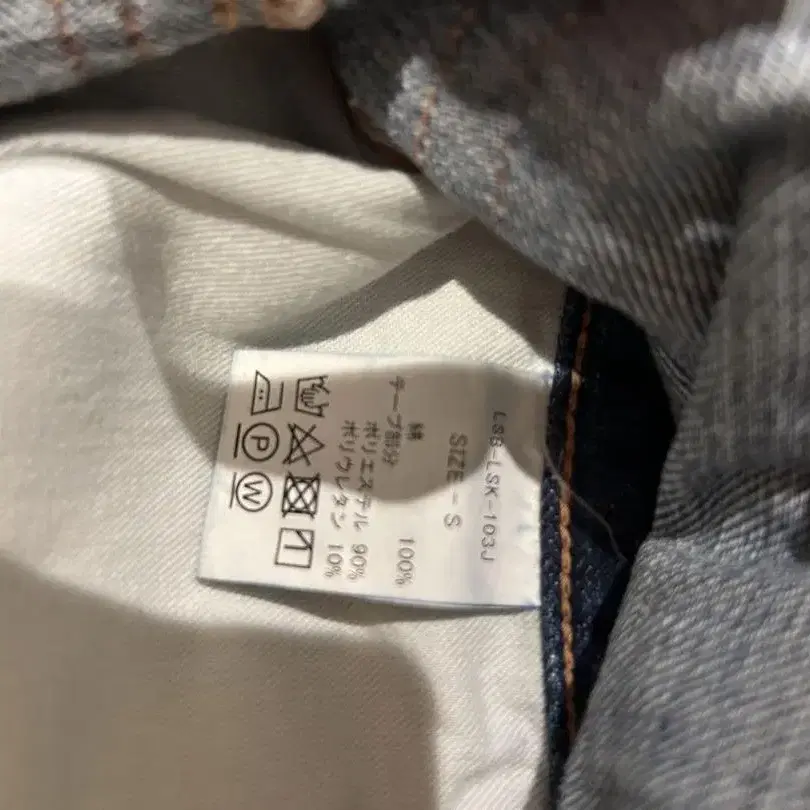 LSG-LSK-103J
SIZE-S
綿 100%
テープ部分
ポリエステル 90%
ポリウレタン 10%
P
W